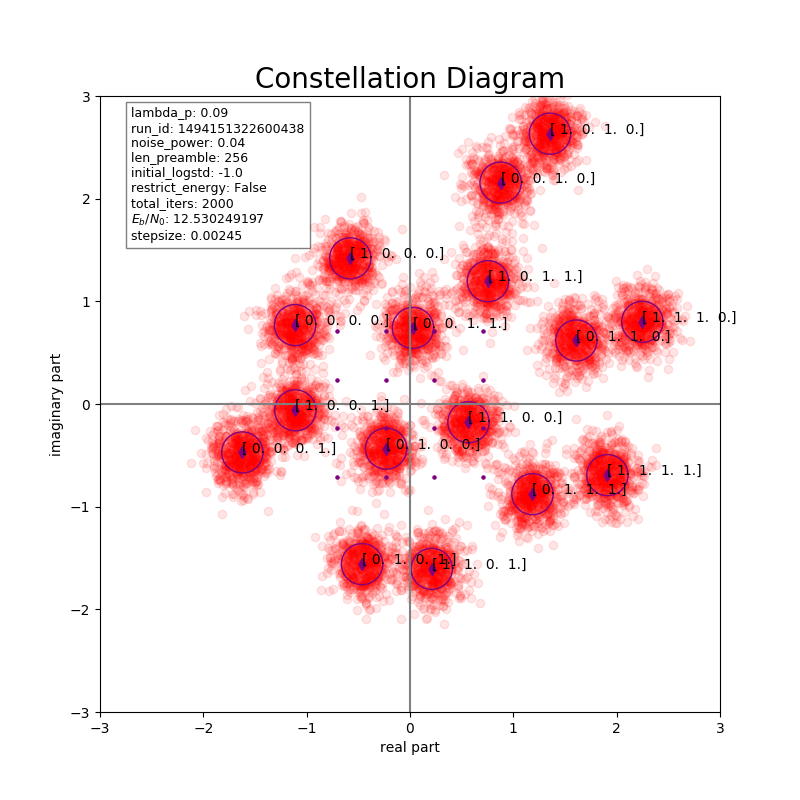 Constellation Diagram
lambda_p: 0.09
run_id: 1494151322600438
noise_power: 0.04
len_preamble: 256
initial_logstd: -1.0
restrict_energy: False
total_iters: 2000
E_b/N_0: 12.530249197
stepsize: 0.00245
[ 1. 0. 1. 0.]
[ 0. 0. 1. 0.]
[ 1. 0. 0. 0.]
[ 1. 0. 1. 1.]
[ 0. 0. 0. 0.]
[ 0. 0. 1. 1.]
[ 1. 1. 1. 0.]
[ 0. 1. 1. 0.]
[ 1. 0. 0. 1.]
[ 1. 1. 0. 0.]
[ 0. 0. 0. 1.]
[ 0. 1. 0. 0.]
[ 1. 1. 1. 1.]
[ 0. 1. 1. 1.]
[ 0. 1. 0. 1.]
[ 1. 1. 0. 1.]
3
2
1
0
−1
−2
−3
−3 −2 −1 0 1 2 3
real part
imaginary part